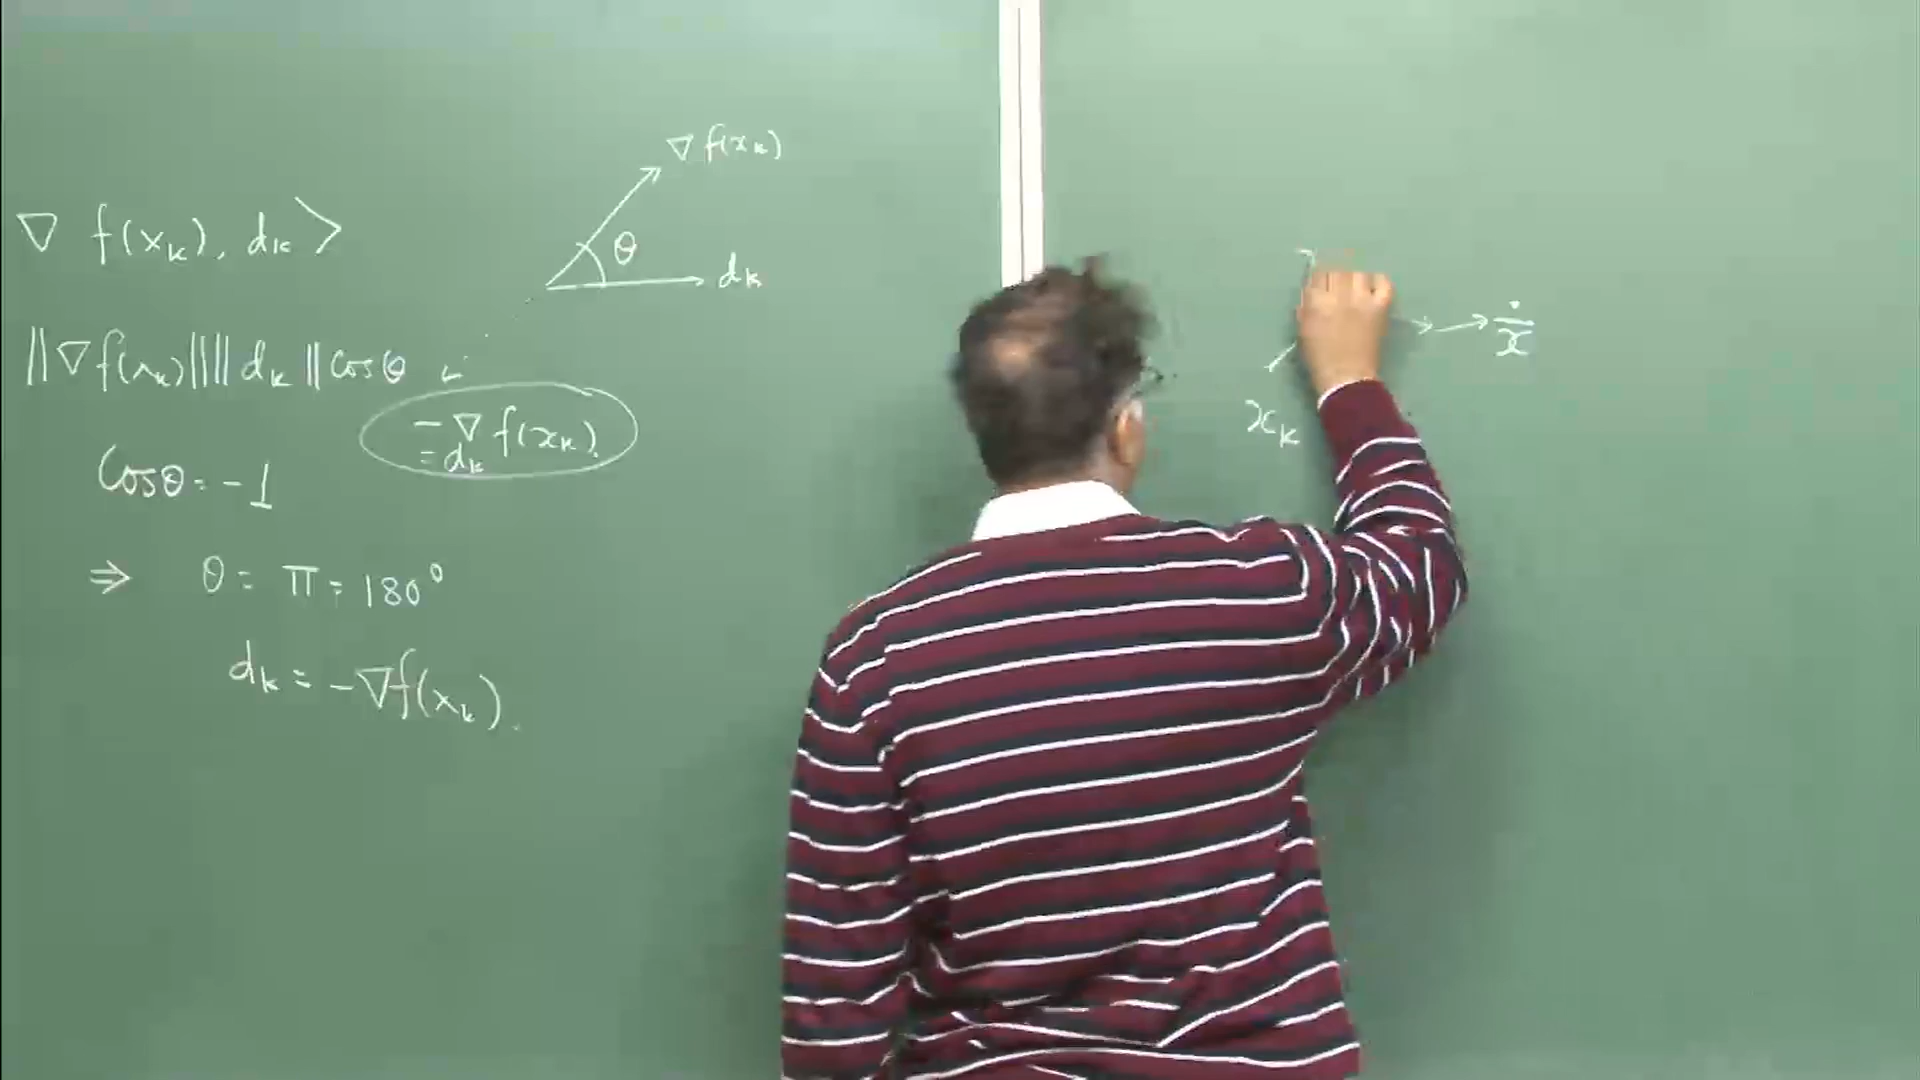 ∇ f(xₖ)
∇ f(xₖ), dₖ >
θ
dₖ
||∇f(xₖ)|| ||dₖ|| cosθ
- ∇ f(xₖ)
= dₖ
Cosθ = -1
⇒ θ = π = 180°
dₖ = -∇f(xₖ).
x̄
xₖ